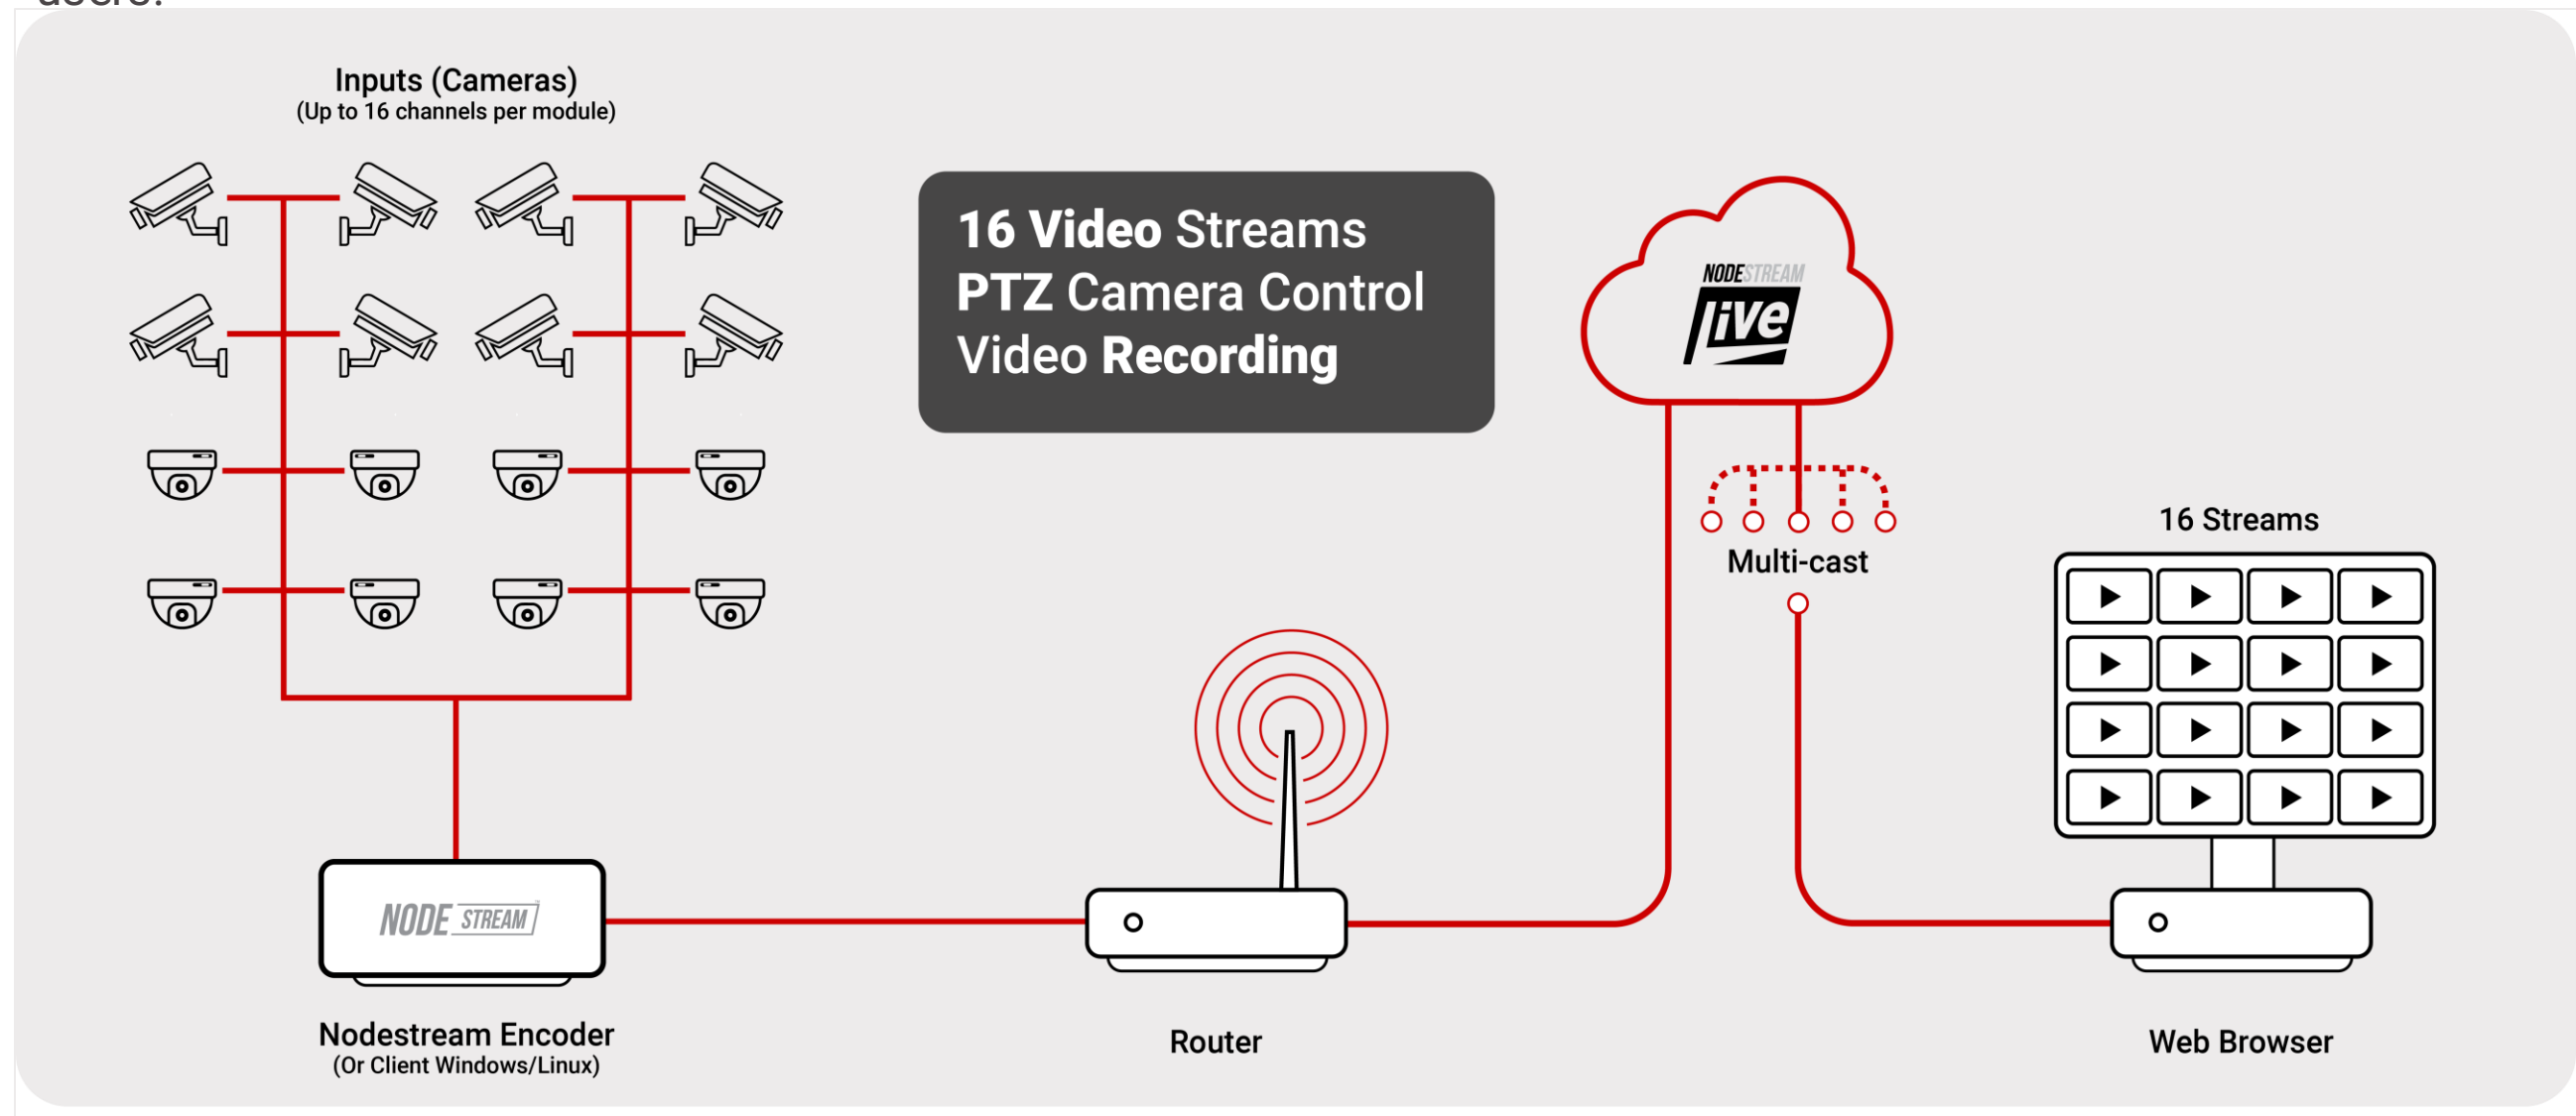 Inputs (Cameras)
(Up to 16 channels per module)
16 Video Streams
PTZ Camera Control
Video Recording
NODESTREAM
live
Multi-cast
16 Streams
NODE STREAM
Nodestream Encoder
(Or Client Windows/Linux)
Router
Web Browser